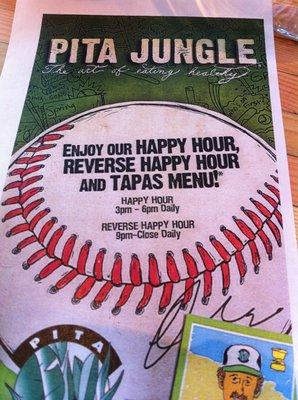 PITA JUNGLE
The art of eating healthy
Spring
ENJOY OUR HAPPY HOUR,
REVERSE HAPPY HOUR
AND TAPAS MENU!*
HAPPY HOUR
3pm - 6pm Daily
REVERSE HAPPY HOUR
9pm-Close Daily
PITA